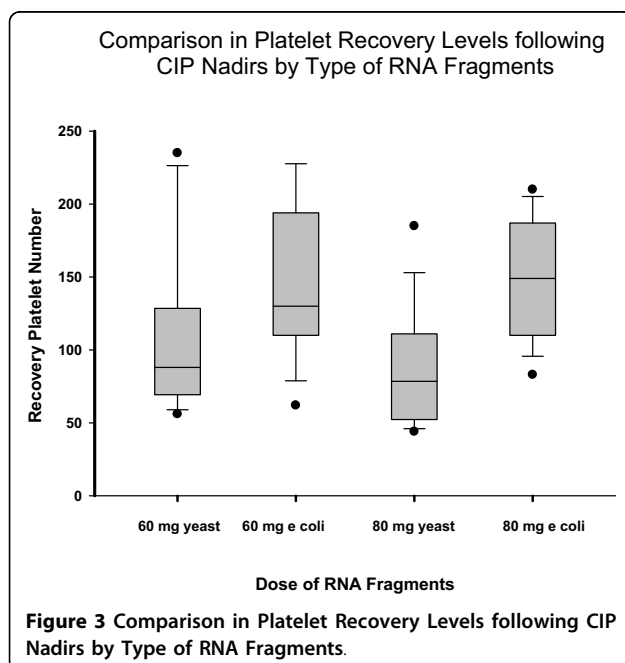 Comparison in Platelet Recovery Levels following
CIP Nadirs by Type of RNA Fragments
Recovery Platelet Number
250
200
150
100
50
0
60 mg yeast 60 mg e coli 80 mg yeast 80 mg e coli
Dose of RNA Fragments
Figure 3 Comparison in Platelet Recovery Levels following CIP
Nadirs by Type of RNA Fragments.